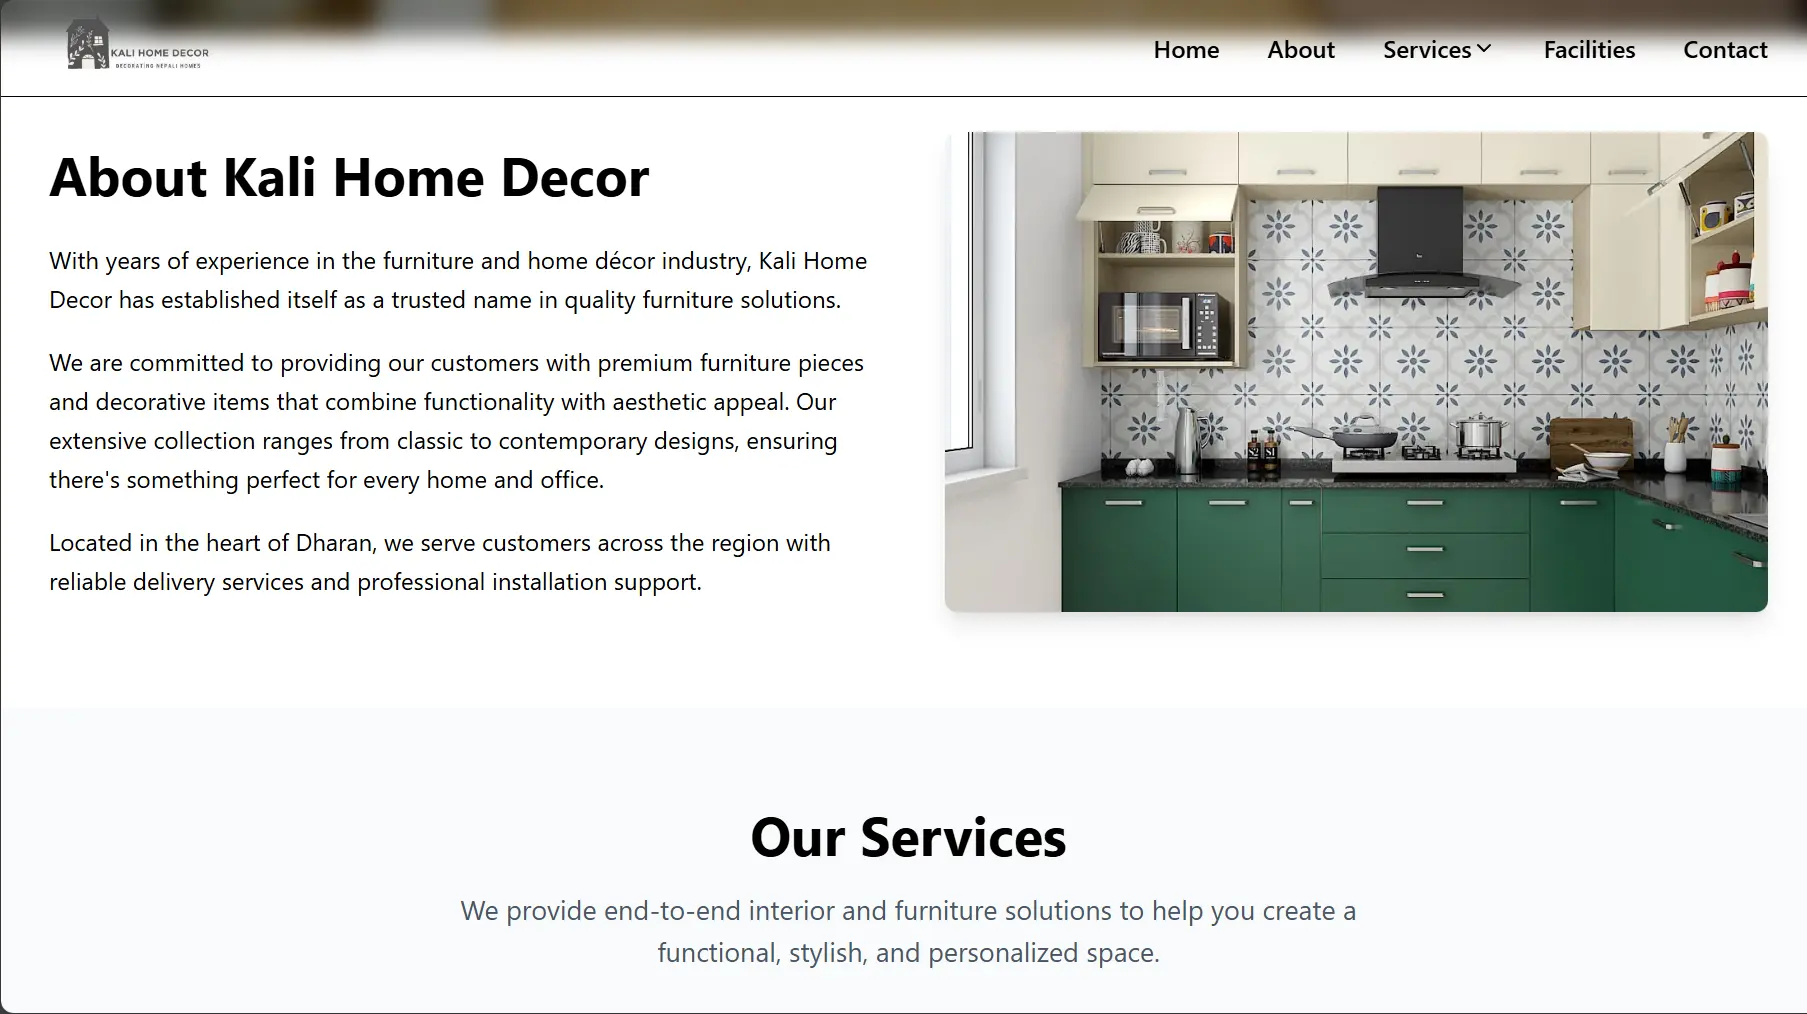 KALI HOME DECOR
DECORATING NEPALI HOMES
Home
About
Services
Facilities
Contact
About Kali Home Decor
With years of experience in the furniture and home décor industry, Kali Home
Decor has established itself as a trusted name in quality furniture solutions.
We are committed to providing our customers with premium furniture pieces
and decorative items that combine functionality with aesthetic appeal. Our
extensive collection ranges from classic to contemporary designs, ensuring
there's something perfect for every home and office.
Located in the heart of Dharan, we serve customers across the region with
reliable delivery services and professional installation support.
Our Services
We provide end-to-end interior and furniture solutions to help you create a
functional, stylish, and personalized space.